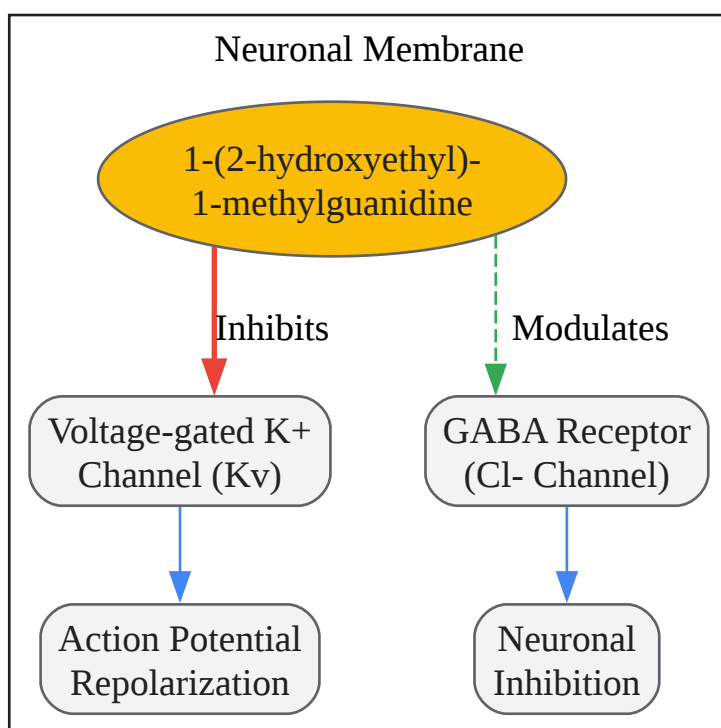 Neuronal Membrane
1-(2-hydroxyethyl)-
1-methylguanidine
Inhibits
Modulates
Voltage-gated K+
Channel (Kv)
GABA Receptor
(Cl- Channel)
Action Potential
Repolarization
Neuronal
Inhibition